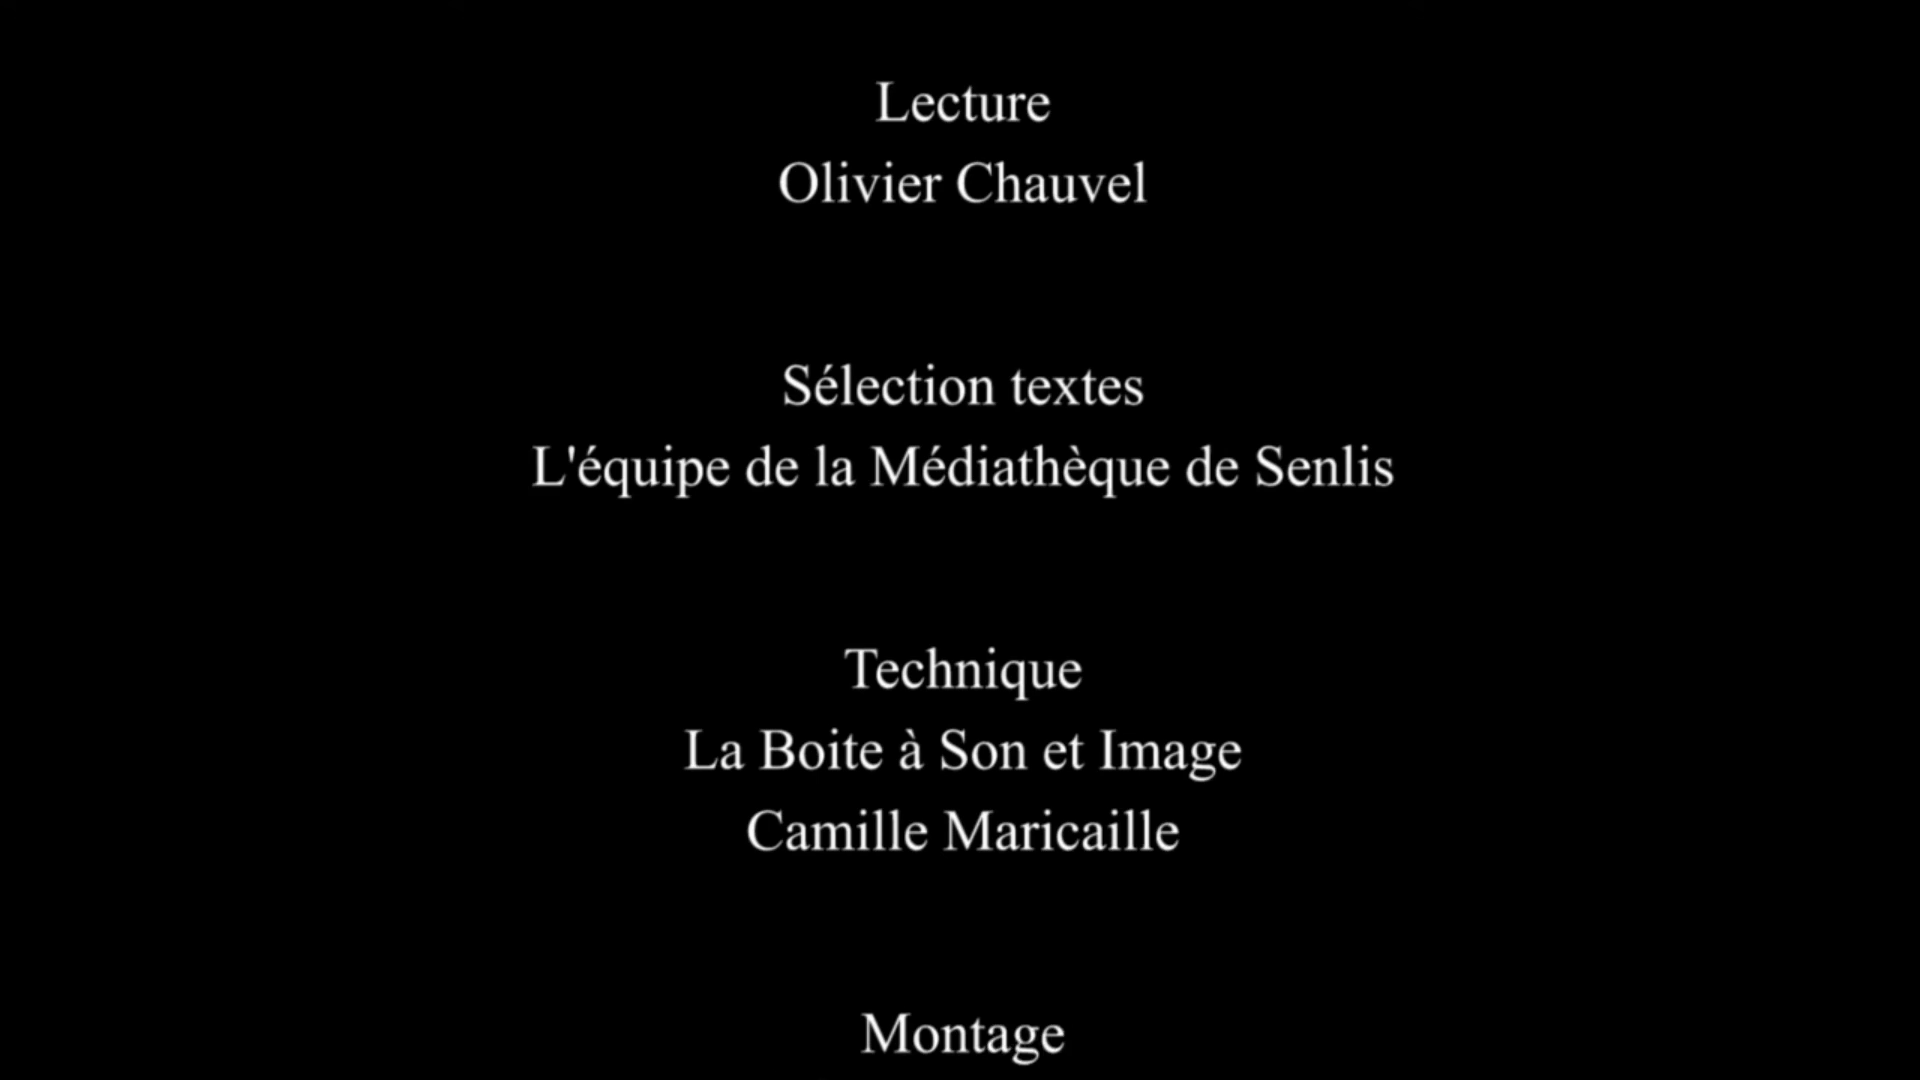 Lecture
Olivier Chauvel
Sélection textes
L'équipe de la Médiathèque de Senlis
Technique
La Boite à Son et Image
Camille Maricaille
Montage